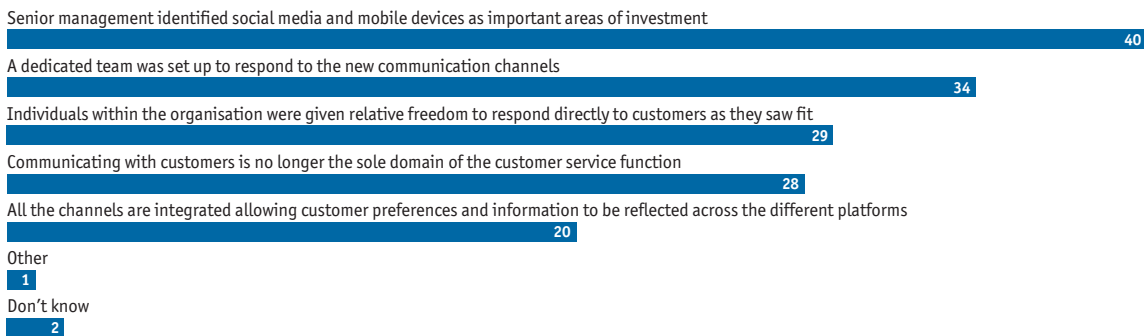 Senior management identified social media and mobile devices as important areas of investment
40
A dedicated team was set up to respond to the new communication channels
34
Individuals within the organisation were given relative freedom to respond directly to customers as they saw fit
29
Communicating with customers is no longer the sole domain of the customer service function
28
All the channels are integrated allowing customer preferences and information to be reflected across the different platforms
20
Other
1
Don’t know
2